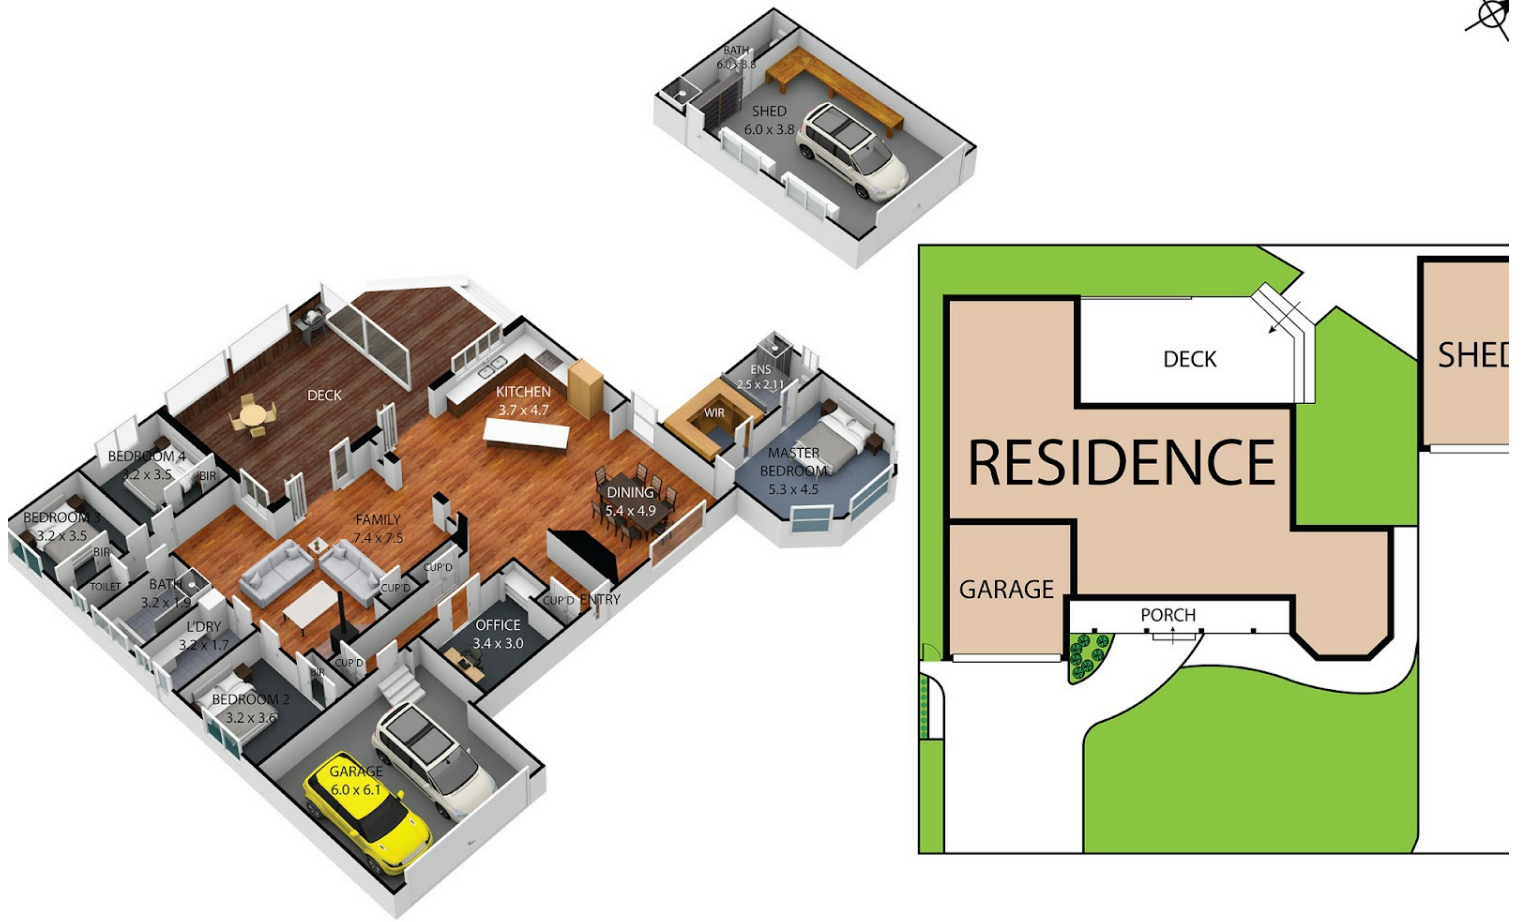 BATH
6.0 x 3.8
SHED
6.0 x 3.8
DECK
KITCHEN
3.7 x 4.7
ENS
2.5 x 2.11
WIR
MASTER
BEDROOM
5.3 x 4.5
BEDROOM 4
3.2 x 3.5
BIR
DINING
5.4 x 4.9
BEDROOM 3
3.2 x 3.5
BIR
FAMILY
7.4 x 7.5
TOILET
BATH
3.2 x 1.9
CUP'D
CUP'D
CUP'D
ENTRY
L'DRY
3.2 x 1.7
OFFICE
3.4 x 3.0
CUP'D
BIR
BEDROOM 2
3.2 x 3.6
GARAGE
6.0 x 6.1
DECK
SHED
RESIDENCE
GARAGE
PORCH